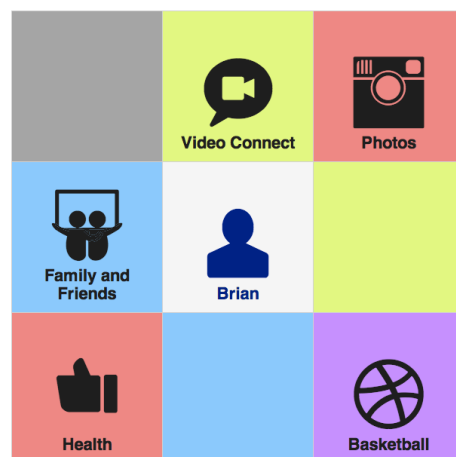 Video Connect
Photos
Family and
Friends
Brian
Health
Basketball